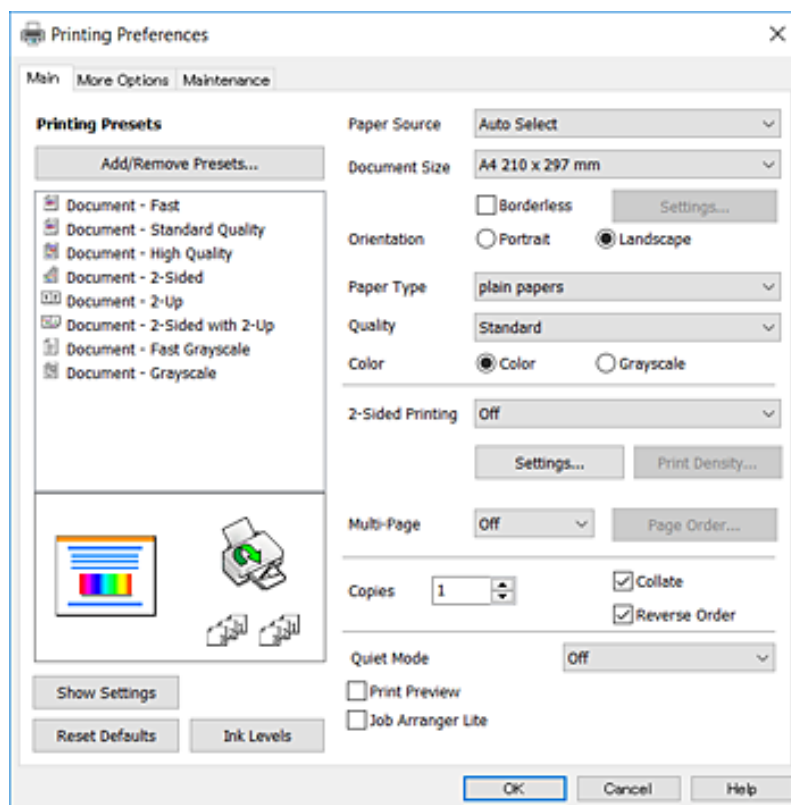 Printing Preferences
Main More Options Maintenance
Printing Presets
Add/Remove Presets...
Document - Fast
Document - Standard Quality
Document - High Quality
Document - 2-Sided
Document - 2-Up
Document - 2-Sided with 2-Up
Document - Fast Grayscale
Document - Grayscale
Show Settings
Reset Defaults Ink Levels
Paper Source Auto Select
Document Size A4 210 x 297 mm
Borderless Settings...
Orientation Portrait Landscape
Paper Type plain papers
Quality Standard
Color Color Grayscale
2-Sided Printing Off
Settings... Print Density...
Multi-Page Off Page Order...
Copies 1 Collate
Reverse Order
Quiet Mode Off
Print Preview
Job Arranger Lite
OK Cancel Help